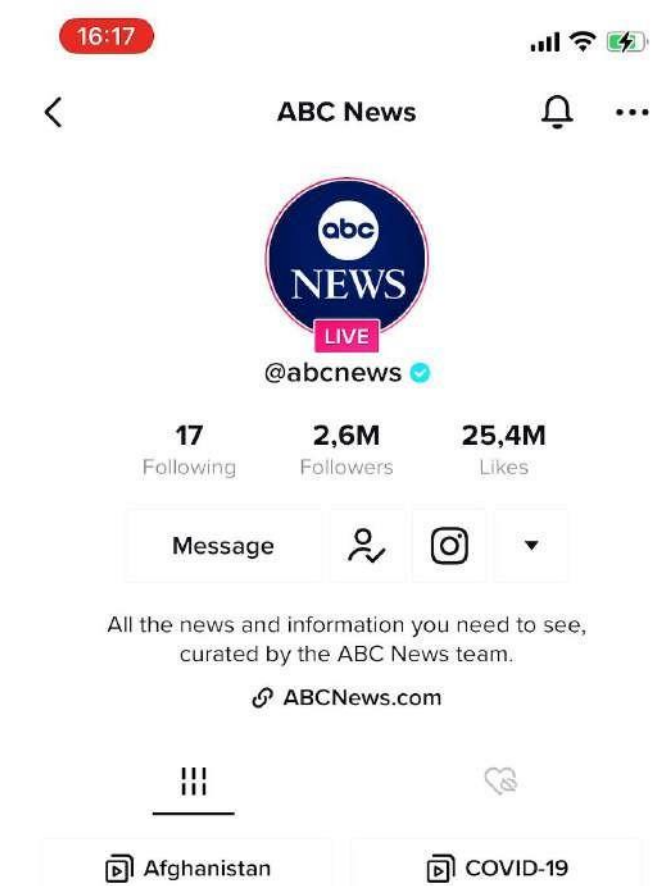 16:17
ABC News
abc
NEWS
LIVE
@abcnews
17 2,6M 25,4M
Following Followers Likes
Message
All the news and information you need to see,
curated by the ABC News team.
ABCNews.com
Afghanistan COVID-19